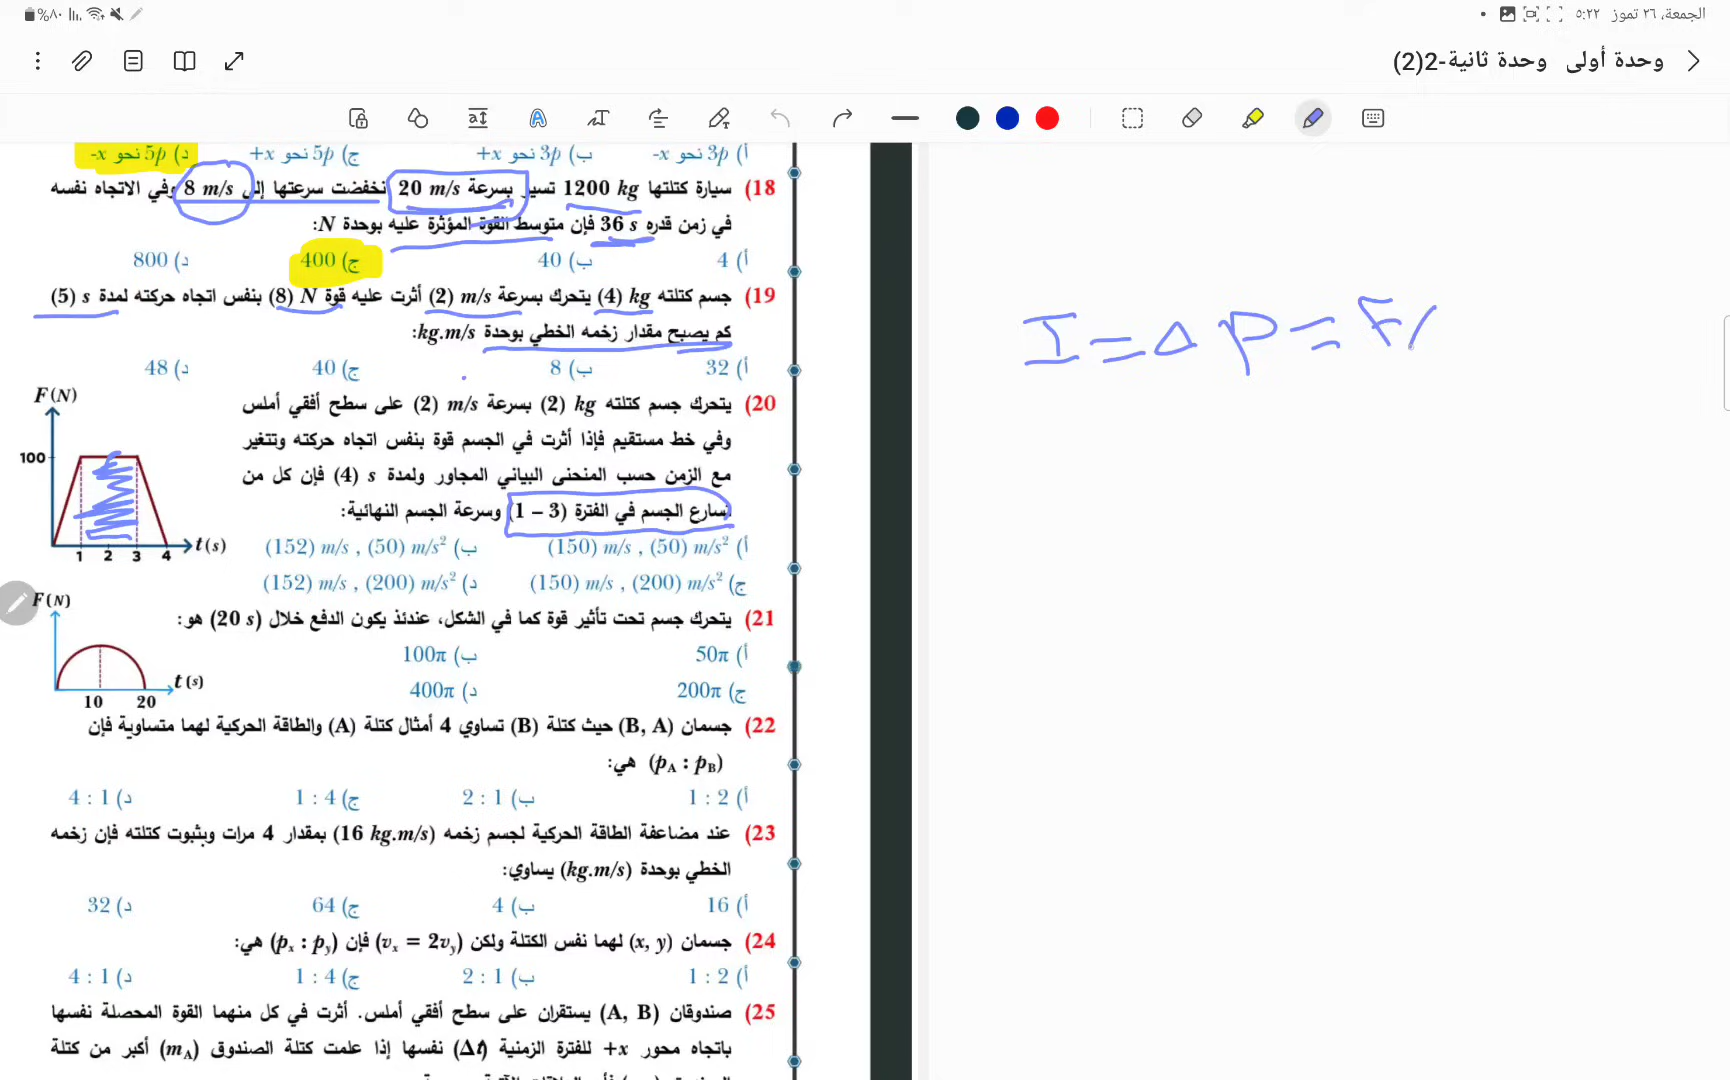 الجمعة، ٢٦ تموز ٥:٢٢
%٨٠
وحدة أولى وحدة ثانية-2(2)
أ) 3p نحو x- ب) 3p نحو x+ ج) 5p نحو x+ د) 5p نحو x-
18) سيارة كتلتها 1200 kg تسير بسرعة 20 m/s نخفضت سرعتها إلى 8 m/s وفي الاتجاه نفسه
في زمن قدره 36 s فإن متوسط القوة المؤثرة عليه بوحدة N:
أ) 4 ب) 40 ج) 400 د) 800
19) جسم كتلته (4) kg يتحرك بسرعة (2) m/s أثرت عليه قوة (8) N بنفس اتجاه حركته لمدة (5) s
كم يصبح مقدار زخمه الخطي بوحدة kg.m/s:
أ) 32 ب) 8 ج) 40 د) 48
20) يتحرك جسم كتلته (2) kg بسرعة (2) m/s على سطح أفقي أملس
وفي خط مستقيم فإذا أثرت في الجسم قوة بنفس اتجاه حركته وتتغير
مع الزمن حسب المنحنى البياني المجاور ولمدة (4) s فإن كل من
تسارع الجسم في الفترة (1 – 3) وسرعة الجسم النهائية:
أ) (150) m/s , (50) m/s² ب) (152) m/s , (50) m/s²
ج) (150) m/s , (200) m/s² د) (152) m/s , (200) m/s²
F(N)
100
1 2 3 4 t(s)
21) يتحرك جسم تحت تأثير قوة كما في الشكل، عندئذ يكون الدفع خلال (20 s) هو:
أ) 50π ب) 100π
ج) 200π د) 400π
F(N)
t(s)
10 20
22) جسمان (B, A) حيث كتلة (B) تساوي 4 أمثال كتلة (A) والطاقة الحركية لهما متساوية فإن
(pA : pB) هي:
أ) 1 : 2 ب) 2 : 1 ج) 1 : 4 د) 4 : 1
23) عند مضاعفة الطاقة الحركية لجسم زخمه (16 kg.m/s) بمقدار 4 مرات وبثبوت كتلته فإن زخمه
الخطي بوحدة (kg.m/s) يساوي:
أ) 16 ب) 4 ج) 64 د) 32
24) جسمان (x, y) لهما نفس الكتلة ولكن (vx = 2vy) فإن (px : py) هي:
أ) 1 : 2 ب) 2 : 1 ج) 1 : 4 د) 4 : 1
25) صندوقان (A, B) يستقران على سطح أفقي أملس. أثرت في كل منهما القوة المحصلة نفسها
باتجاه محور x+ للفترة الزمنية (Δt) نفسها إذا علمت كتلة الصندوق (mA) أكبر من كتلة
I = Δ P = F